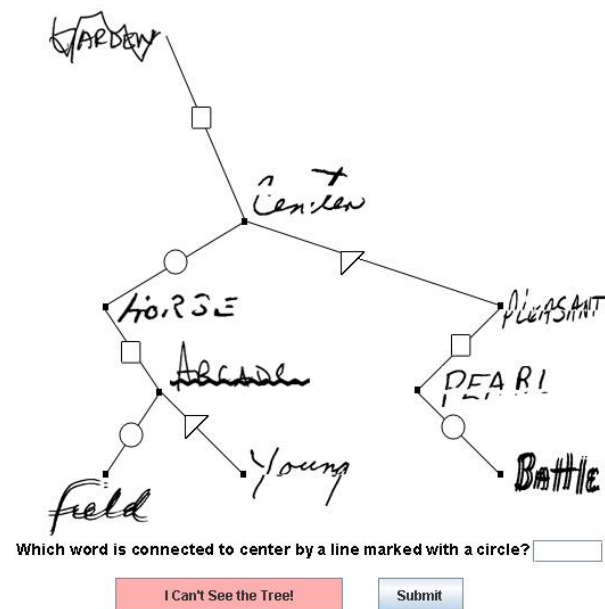 GARDEN
Center
HORSE
PLEASANT
ARCADE
PEARL
Young
Field
Battle
Which word is connected to center by a line marked with a circle?
I Can't See the Tree!
Submit